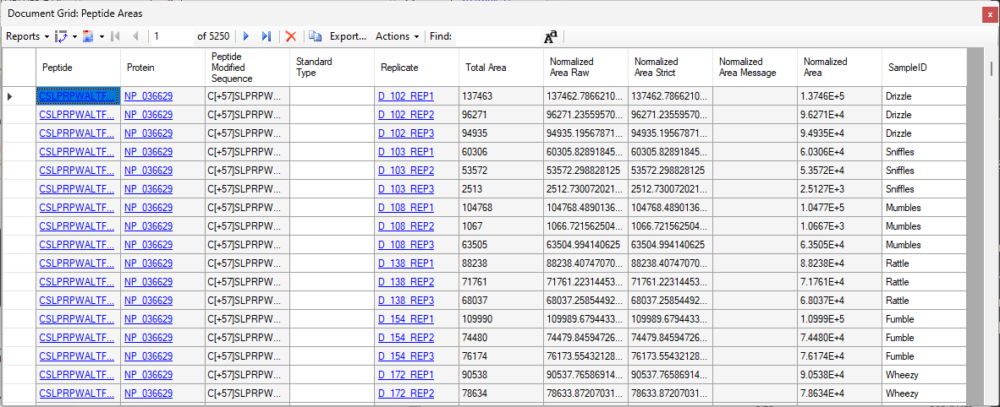 Document Grid: Peptide Areas
Reports 1 of 5250 Export... Actions Find:
Peptide Protein Peptide Modified Sequence Standard Type Replicate Total Area Normalized Area Raw Normalized Area Strict Normalized Area Message Normalized Area SampleID
CSLPRPWALTF... NP_036629 C[+57]SLPRPW... D_102_REP1 137463 137462.7866210... 137462.7866210... 1.3746E+5 Drizzle
CSLPRPWALTF... NP_036629 C[+57]SLPRPW... D_102_REP2 96271 96271.23559570... 96271.23559570... 9.6271E+4 Drizzle
CSLPRPWALTF... NP_036629 C[+57]SLPRPW... D_102_REP3 94935 94935.19567871... 94935.19567871... 9.4935E+4 Drizzle
CSLPRPWALTF... NP_036629 C[+57]SLPRPW... D_103_REP1 60306 60305.82891845... 60305.82891845... 6.0306E+4 Sniffles
CSLPRPWALTF... NP_036629 C[+57]SLPRPW... D_103_REP2 53572 53572.298828125 53572.298828125 5.3572E+4 Sniffles
CSLPRPWALTF... NP_036629 C[+57]SLPRPW... D_103_REP3 2513 2512.730072021... 2512.730072021... 2.5127E+3 Sniffles
CSLPRPWALTF... NP_036629 C[+57]SLPRPW... D_108_REP1 104768 104768.4890136... 104768.4890136... 1.0477E+5 Mumbles
CSLPRPWALTF... NP_036629 C[+57]SLPRPW... D_108_REP2 1067 1066.721562504... 1066.721562504... 1.0667E+3 Mumbles
CSLPRPWALTF... NP_036629 C[+57]SLPRPW... D_108_REP3 63505 63504.994140625 63504.994140625 6.3505E+4 Mumbles
CSLPRPWALTF... NP_036629 C[+57]SLPRPW... D_138_REP1 88238 88238.40747070... 88238.40747070... 8.8238E+4 Rattle
CSLPRPWALTF... NP_036629 C[+57]SLPRPW... D_138_REP2 71761 71761.22314453... 71761.22314453... 7.1761E+4 Rattle
CSLPRPWALTF... NP_036629 C[+57]SLPRPW... D_138_REP3 68037 68037.25854492... 68037.25854492... 6.8037E+4 Rattle
CSLPRPWALTF... NP_036629 C[+57]SLPRPW... D_154_REP1 109990 109989.6794433... 109989.6794433... 1.0999E+5 Fumble
CSLPRPWALTF... NP_036629 C[+57]SLPRPW... D_154_REP2 74480 74479.84594726... 74479.84594726... 7.4480E+4 Fumble
CSLPRPWALTF... NP_036629 C[+57]SLPRPW... D_154_REP3 76174 76173.55432128... 76173.55432128... 7.6174E+4 Fumble
CSLPRPWALTF... NP_036629 C[+57]SLPRPW... D_172_REP1 90538 90537.76586914... 90537.76586914... 9.0538E+4 Wheezy
CSLPRPWALTF... NP_036629 C[+57]SLPRPW... D_172_REP2 78634 78633.87207031... 78633.87207031... 7.8634E+4 Wheezy